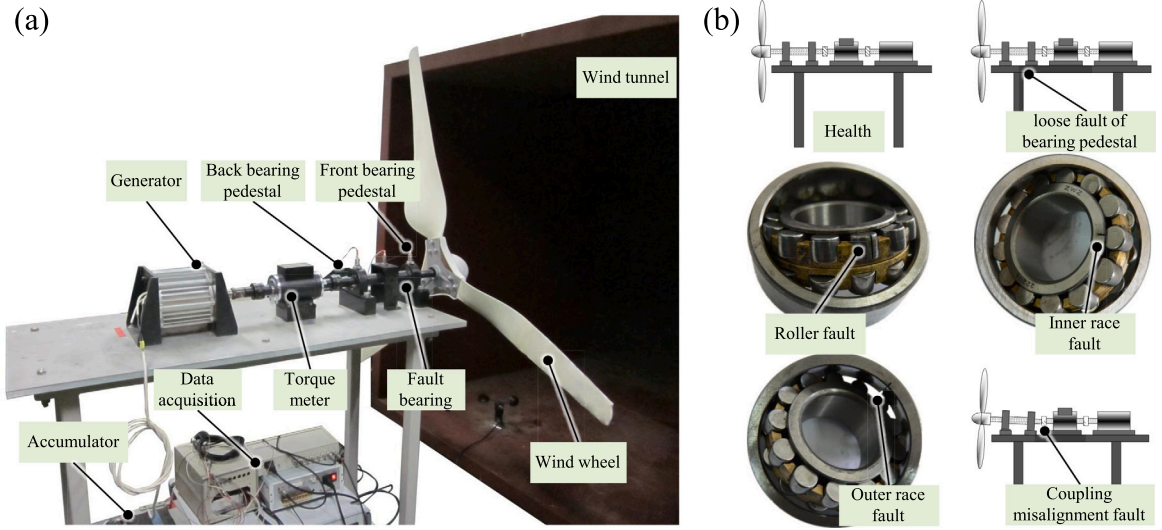 (a)
Wind tunnel
Generator
Back bearing
pedestal
Front bearing
pedestal
Data
acquisition
Torque
meter
Fault
bearing
Accumulator
Wind wheel
(b)
Health
loose fault of
bearing pedestal
ZWZ
Roller fault
Inner race
fault
Outer race
fault
Coupling
misalignment fault